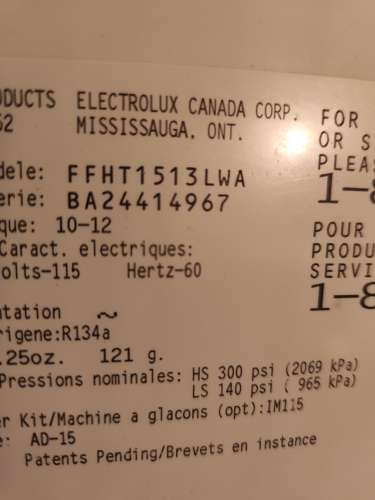 ODUCTS ELECTROLUX CANADA CORP.
62 MISSISSAUGA, ONT.
FOR
OR S
PLEAS
1-8
odele: FFHT1513LWA
erie: BA24414967
que: 10-12
Caract. electriques:
olts-115 Hertz-60
POUR
PRODU
SERVI
1-8
ntation ~
rigene:R134a
.25oz. 121 g.
Pressions nominales: HS 300 psi (2069 kPa)
LS 140 psi ( 965 kPa)
er Kit/Machine a glacons (opt):IM115
e: AD-15
Patents Pending/Brevets en instance